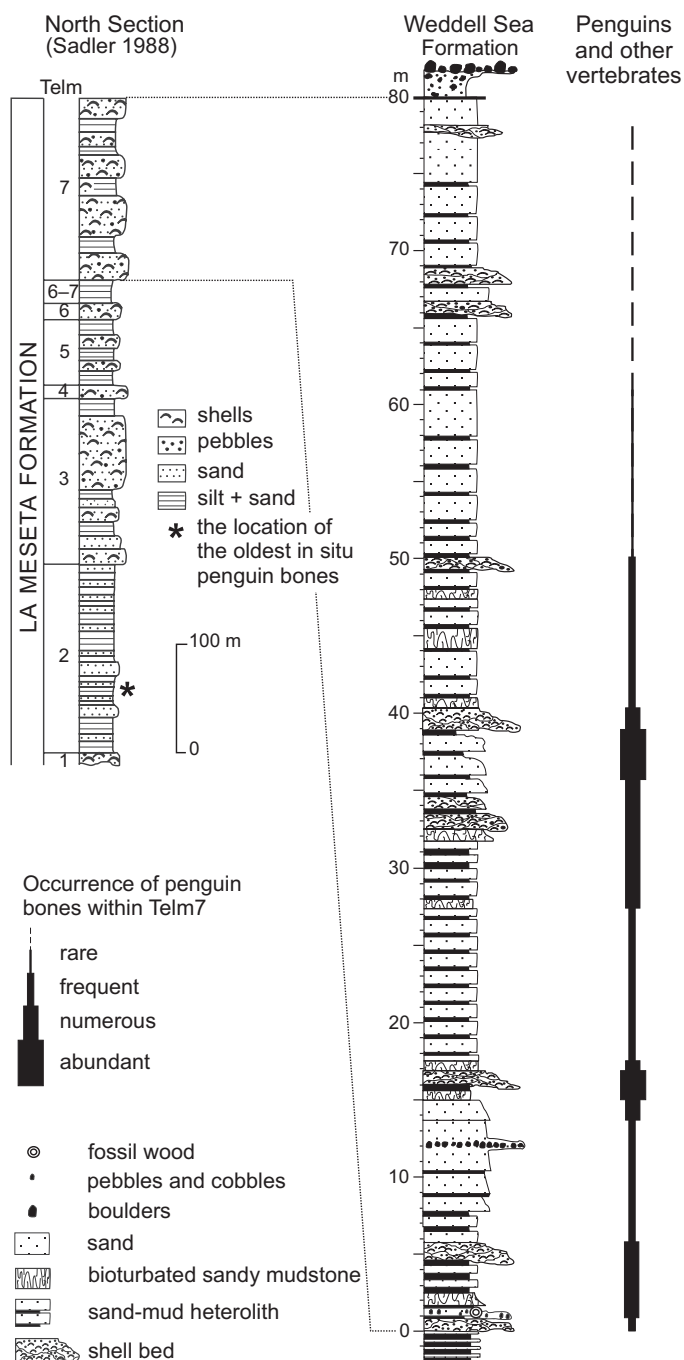 North Section
(Sadler 1988)
Telm
7
6–7
6
5
4
3
2
1
LA MESETA FORMATION
shells
pebbles
sand
silt + sand
* the location of
the oldest in situ
penguin bones
*
100 m
0
Occurrence of penguin
bones within Telm7
rare
frequent
numerous
abundant
fossil wood
pebbles and cobbles
boulders
sand
bioturbated sandy mudstone
sand-mud heterolith
shell bed
Weddell Sea
Formation
m
80
70
60
50
40
30
20
10
0
Penguins
and other
vertebrates